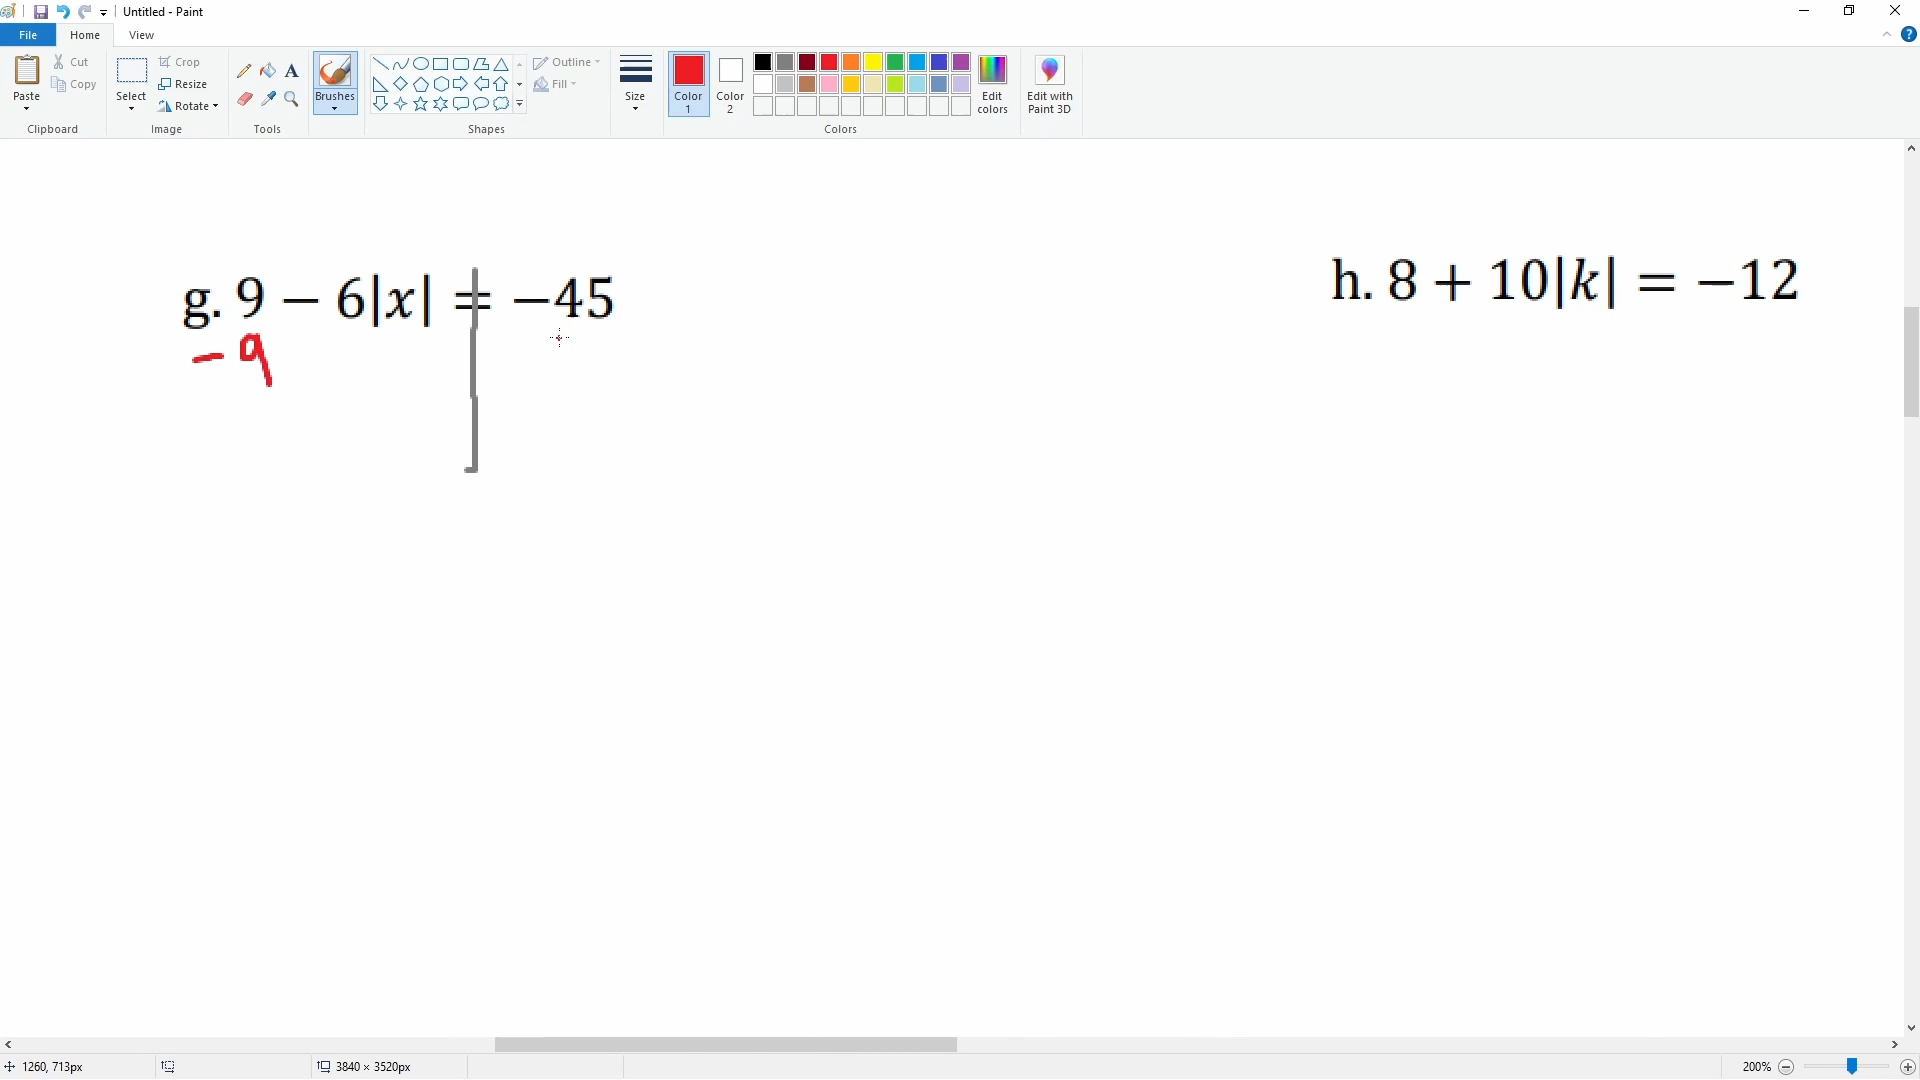 Untitled - Paint
File Home View
Paste
Cut
Copy
Clipboard
Select
Crop
Resize
Rotate
Image
A
Tools
Brushes
Shapes
Outline
Fill
Size
Color 1
Color 2
Edit colors
Colors
Edit with Paint 3D
?
g. 9 − 6|x| = −45
h. 8 + 10|k| = −12
−9
1260, 713px
3840 × 3520px
200%